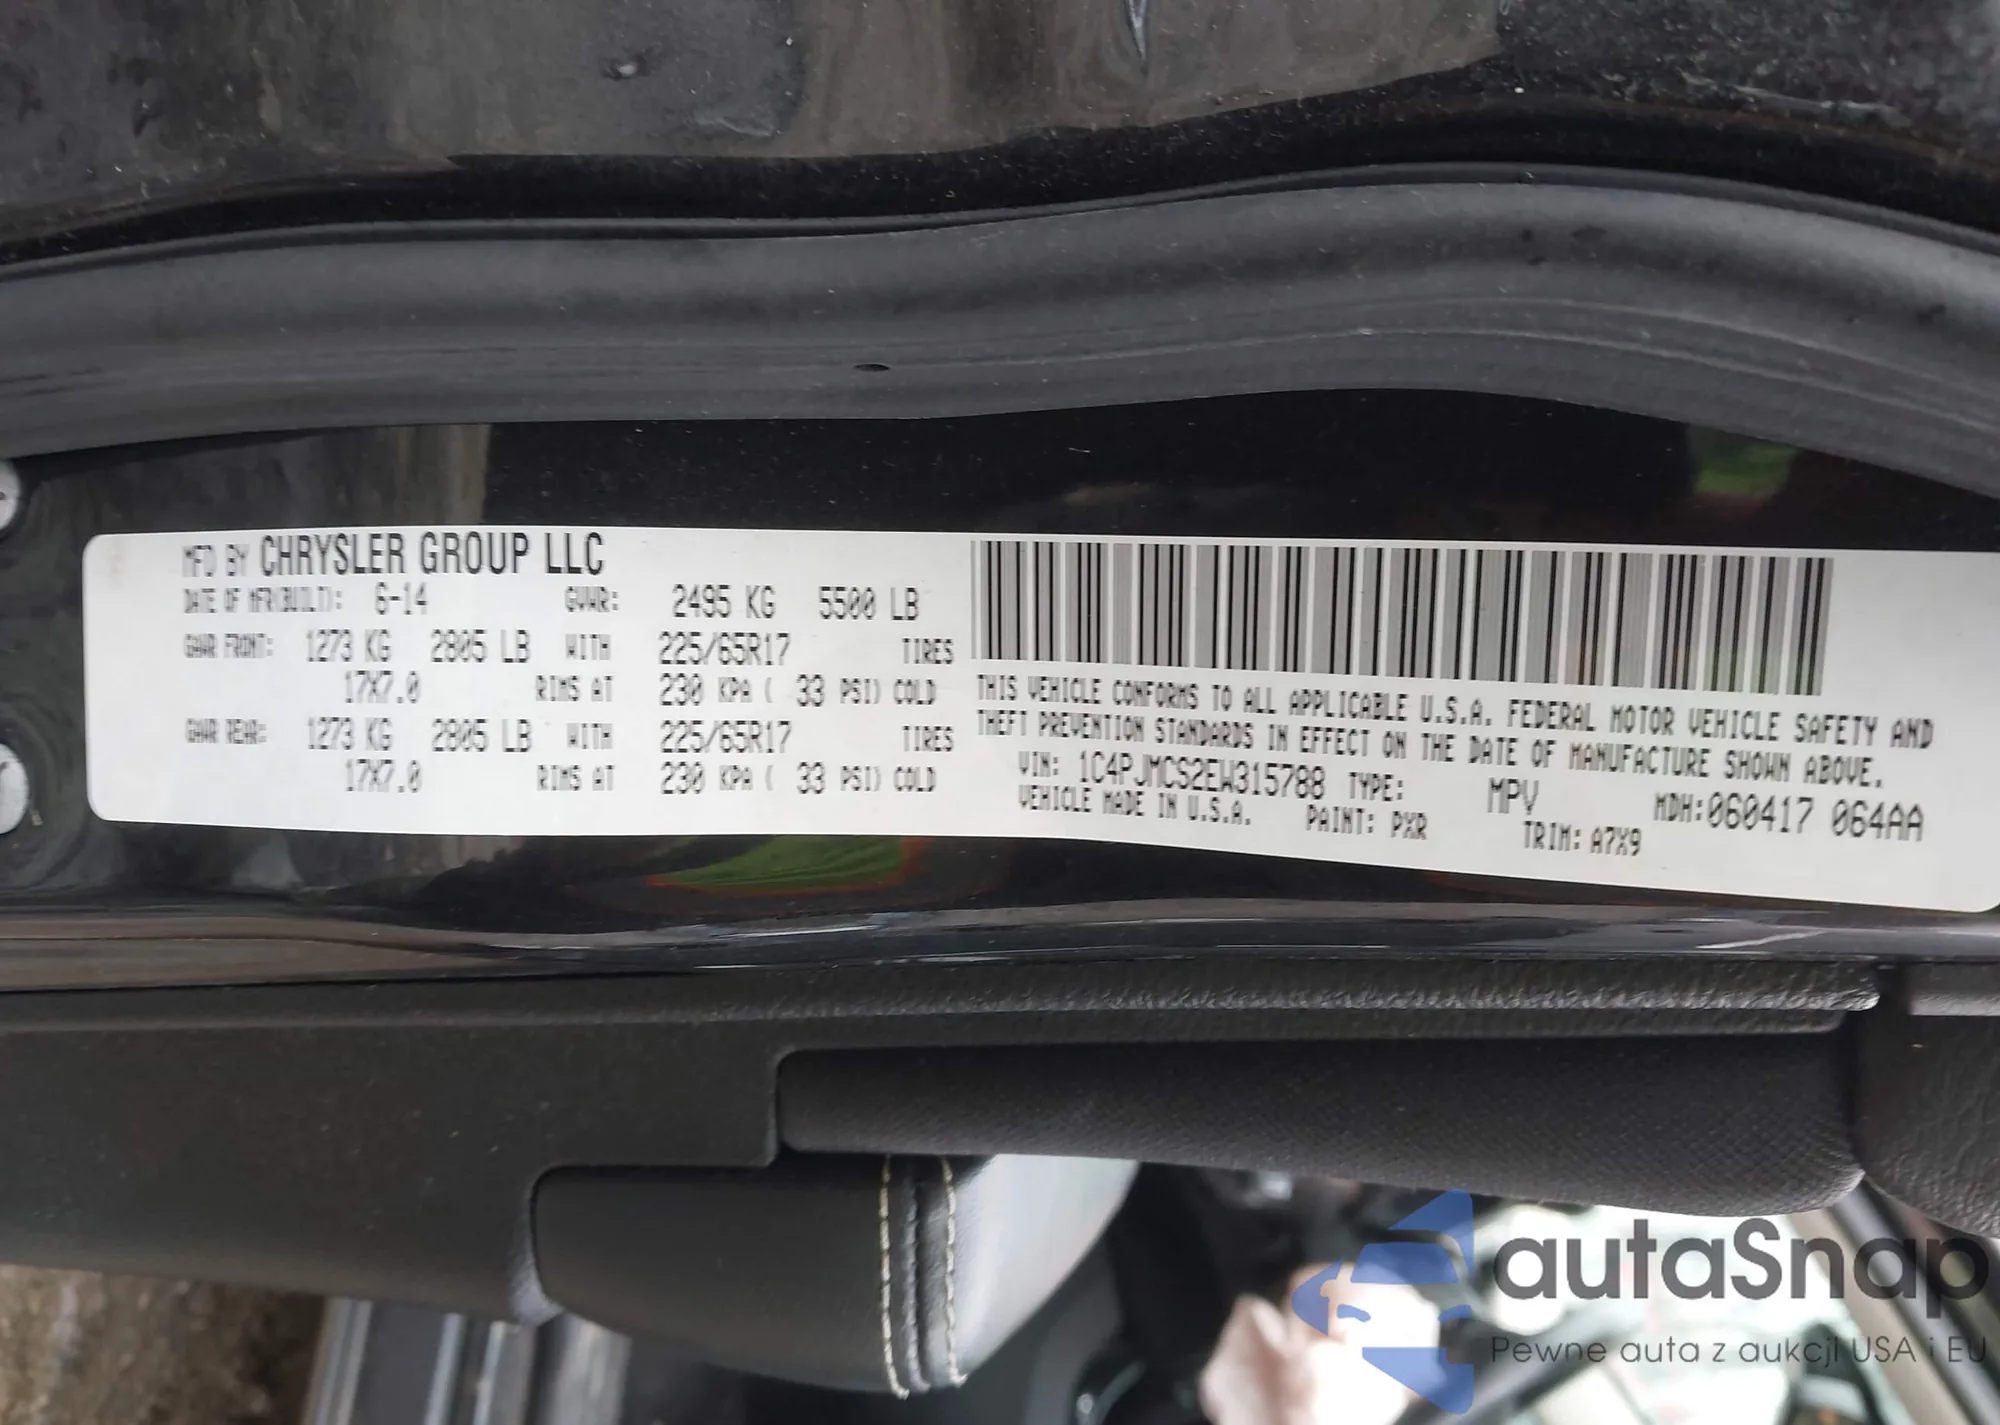 MFD BY CHRYSLER GROUP LLC
DATE OF MFR(BUILT): 6-14 GVWR: 2495 KG 5500 LB
GAWR FRONT: 1273 KG 2805 LB WITH 225/65R17 TIRES
17X7.0 RIMS AT 230 KPA ( 33 PSI) COLD
GAWR REAR: 1273 KG 2805 LB WITH 225/65R17 TIRES
17X7.0 RIMS AT 230 KPA ( 33 PSI) COLD
THIS VEHICLE CONFORMS TO ALL APPLICABLE U.S.A. FEDERAL MOTOR VEHICLE SAFETY AND
THEFT PREVENTION STANDARDS IN EFFECT ON THE DATE OF MANUFACTURE SHOWN ABOVE.
VIN: 1C4PJMCS2EW315788 TYPE: MPV MDH:060417 064AA
VEHICLE MADE IN U.S.A. PAINT: PXR TRIM: A7X9
autaSnap
Pewne auta z aukcji USA i EU